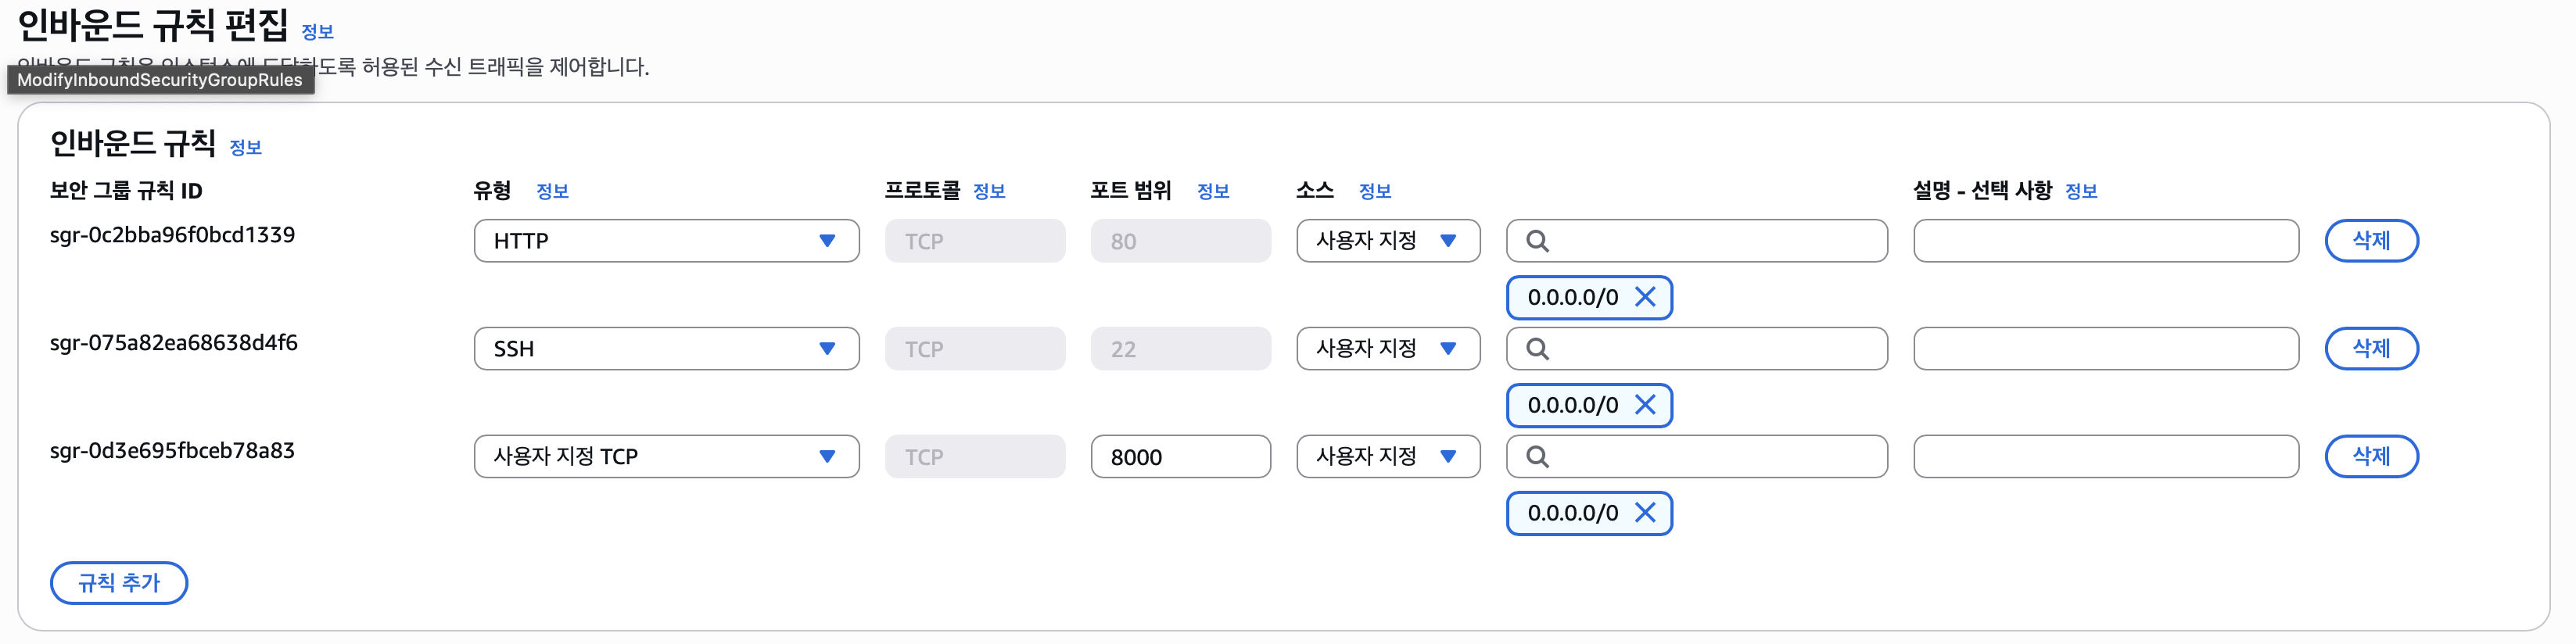 인바운드 규칙 편집 정보
허용된 수신 트래픽을 제어합니다.
ModifyInboundSecurityGroupRules
인바운드 규칙 정보
보안 그룹 규칙 ID 유형 정보 프로토콜 정보 포트 범위 정보 소스 정보 설명 - 선택 사항 정보
sgr-0c2bba96f0bcd1339 HTTP TCP 80 사용자 지정 삭제
0.0.0.0/0
sgr-075a82ea68638d4f6 SSH TCP 22 사용자 지정 삭제
0.0.0.0/0
sgr-0d3e695fbceb78a83 사용자 지정 TCP TCP 8000 사용자 지정 삭제
0.0.0.0/0
규칙 추가